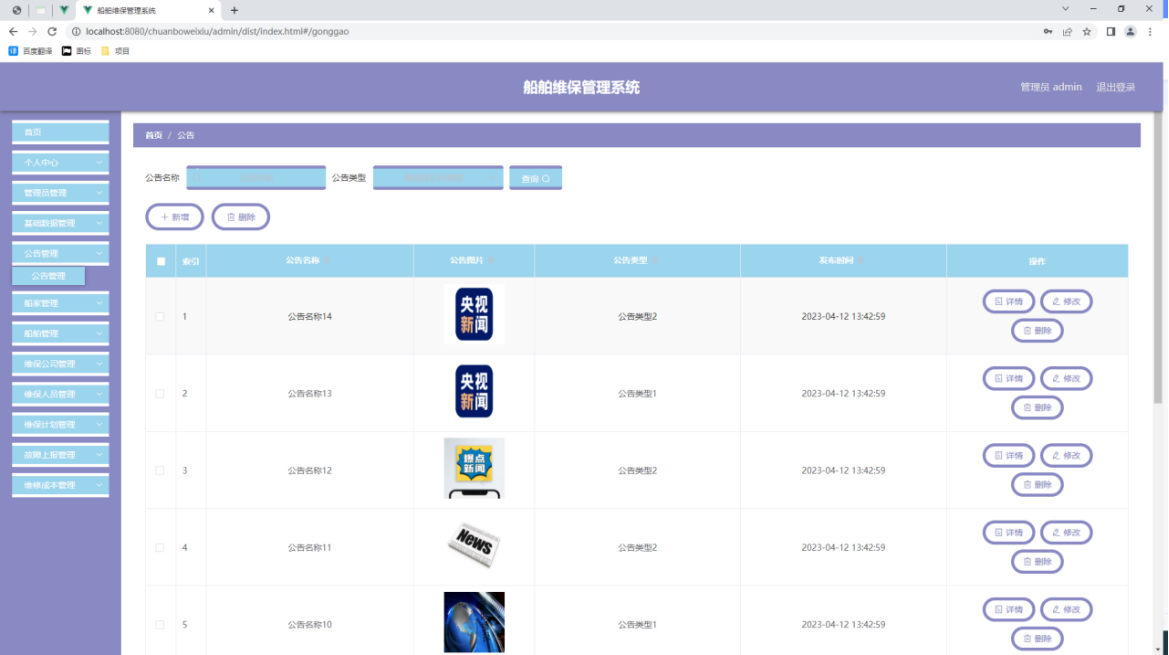 船舶维保管理系统
localhost:8080/chuanboweixiu/admin/dist/index.html#/gonggao
百度翻译 图标 项目
船舶维保管理系统
管理员 admin 退出登录
首页
个人中心
管理员管理
基础数据管理
公告管理
公告管理
船家管理
船舶管理
维保公司管理
维保人员管理
维保计划管理
故障上报管理
维修成本管理
首页 / 公告
公告名称 公告类型 查询
新增 删除
索引 公告名称 公告图片 公告类型 发布时间 操作
1 公告名称14 央视新闻 公告类型2 2023-04-12 13:42:59 详情 修改 删除
2 公告名称13 央视新闻 公告类型1 2023-04-12 13:42:59 详情 修改 删除
3 公告名称12 爆点新闻 公告类型2 2023-04-12 13:42:59 详情 修改 删除
4 公告名称11 News 公告类型2 2023-04-12 13:42:59 详情 修改 删除
5 公告名称10 公告类型1 2023-04-12 13:42:59 详情 修改 删除